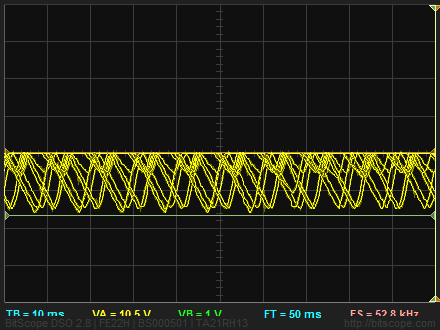 TB = 10 ms VA = 10.5 V VB = 1 V FT = 50 ms FS = 52.8 kHz
BitScope DSO 2.8 | FE22H | BS000501 | TA21RH13 http://bitscope.com